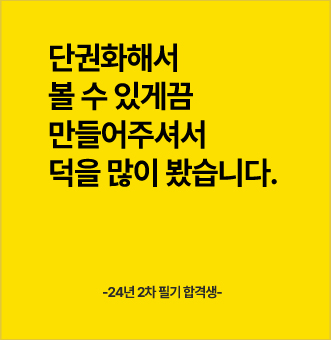 단권화해서
볼 수 있게끔
만들어주셔서
덕을 많이 봤습니다.
-24년 2차 필기 합격생-